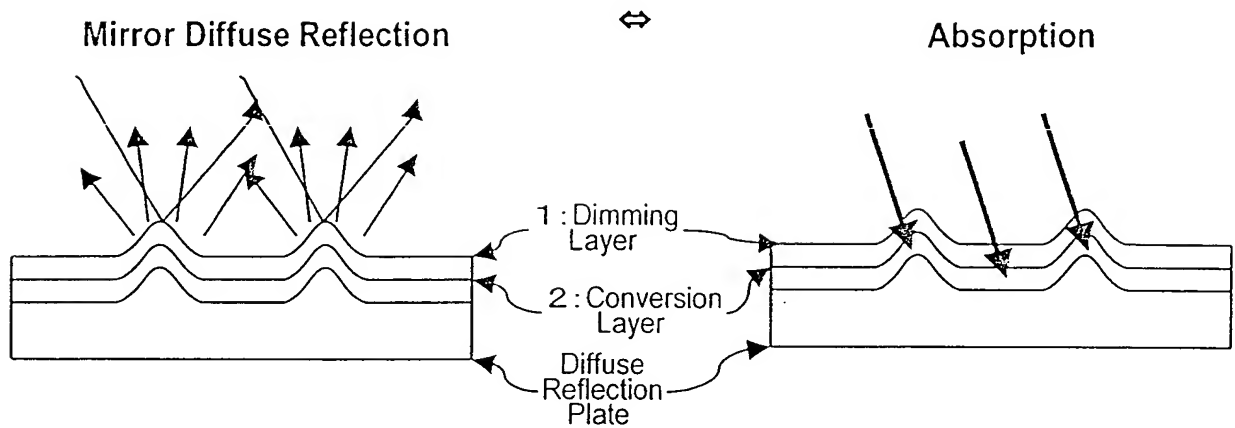 Mirror Diffuse Reflection
⇔
Absorption
1 : Dimming
Layer
2 : Conversion
Layer
Diffuse
Reflection
Plate